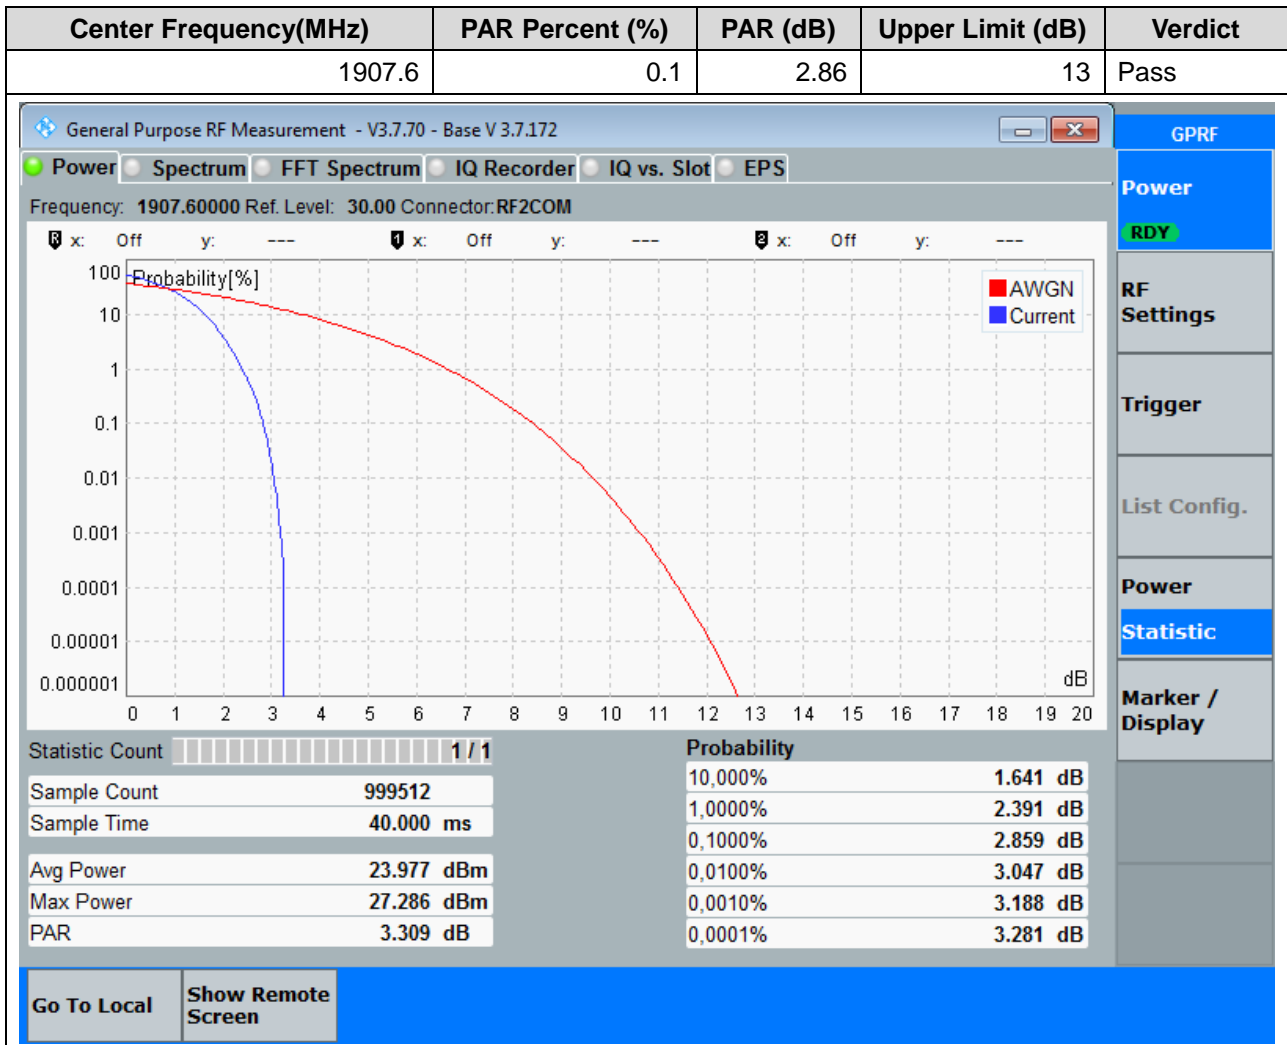 Center Frequency(MHz) PAR Percent (%) PAR (dB) Upper Limit (dB) Verdict
1907.6 0.1 2.86 13 Pass
General Purpose RF Measurement - V3.7.70 - Base V 3.7.172
GPRF
Power Spectrum FFT Spectrum IQ Recorder IQ vs. Slot EPS
Power
RDY
Frequency: 1907.60000 Ref. Level: 30.00 Connector: RF2COM
R x: Off y: --- 1 x: Off y: --- 2 x: Off y: ---
Probability[%]
AWGN
Current
100
10
1
0.1
0.01
0.001
0.0001
0.00001
0.000001
dB
0 1 2 3 4 5 6 7 8 9 10 11 12 13 14 15 16 17 18 19 20
RF
Settings
Trigger
List Config.
Power
Statistic
Marker /
Display
Statistic Count 1 / 1
Sample Count 999512
Sample Time 40.000 ms
Avg Power 23.977 dBm
Max Power 27.286 dBm
PAR 3.309 dB
Probability
10,000% 1.641 dB
1,0000% 2.391 dB
0,1000% 2.859 dB
0,0100% 3.047 dB
0,0010% 3.188 dB
0,0001% 3.281 dB
Go To Local
Show Remote
Screen